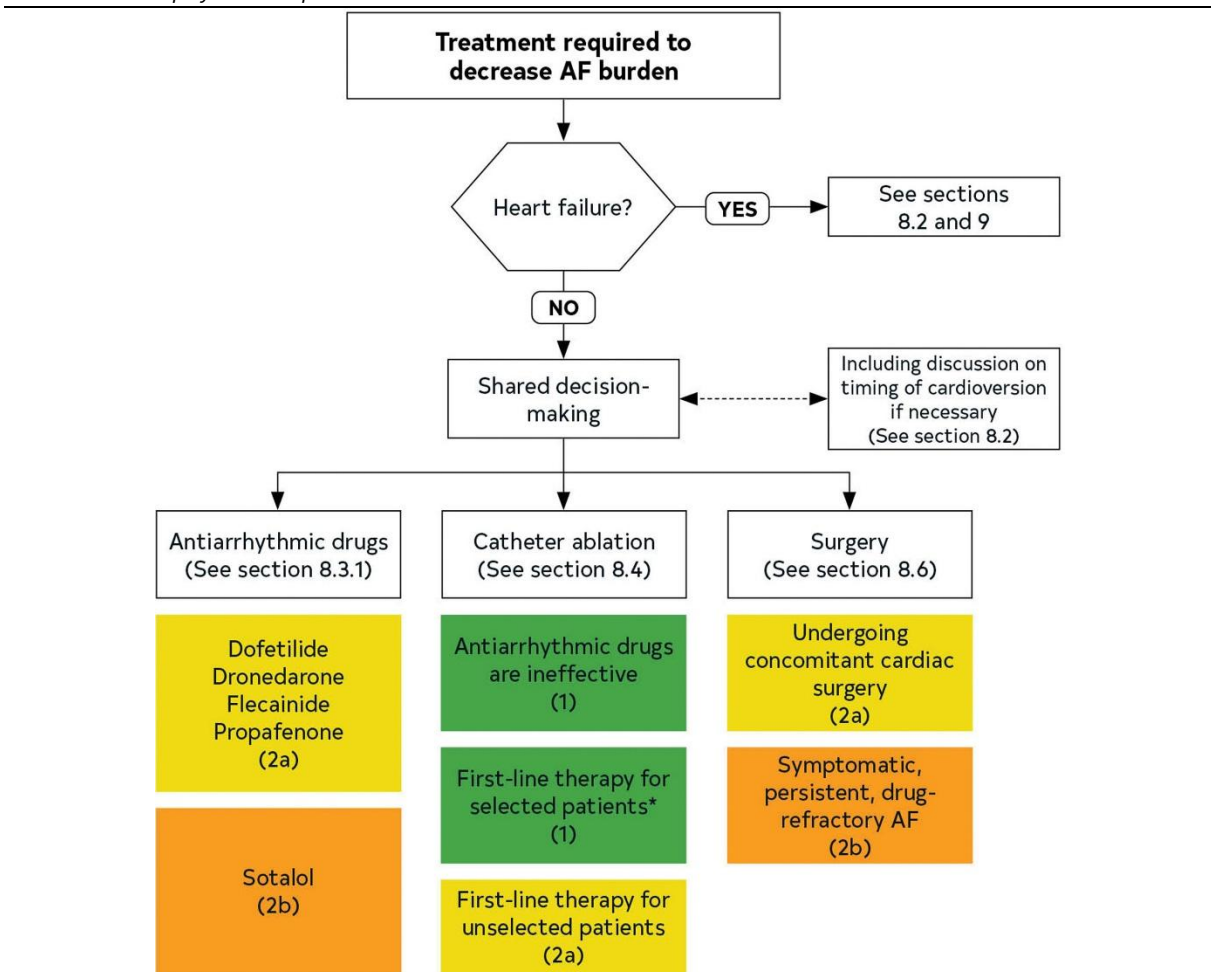 Treatment required to
decrease AF burden
Heart failure?
YES
See sections
8.2 and 9
NO
Shared decision-
making
Including discussion on
timing of cardioversion
if necessary
(See section 8.2)
Antiarrhythmic drugs
(See section 8.3.1)
Catheter ablation
(See section 8.4)
Surgery
(See section 8.6)
Dofetilide
Dronedarone
Flecainide
Propafenone
(2a)
Sotalol
(2b)
Antiarrhythmic drugs
are ineffective
(1)
First-line therapy for
selected patients*
(1)
First-line therapy for
unselected patients
(2a)
Undergoing
concomitant cardiac
surgery
(2a)
Symptomatic,
persistent, drug-
refractory AF
(2b)